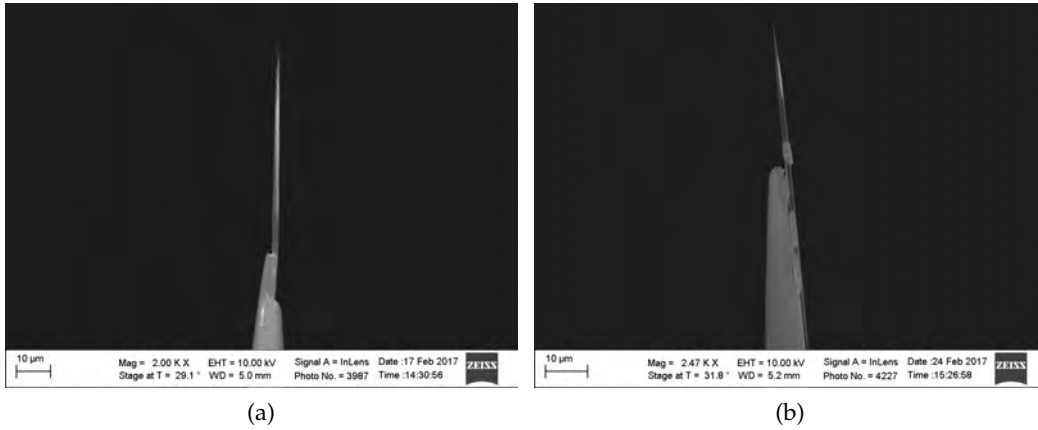 10 µm
Mag = 2.00 K X EHT = 10.00 kV Signal A = InLens Date :17 Feb 2017
Stage at T = 29.1 ° WD = 5.0 mm Photo No. = 3987 Time :14:30:56
ZEISS
10 µm
Mag = 2.47 K X EHT = 10.00 kV Signal A = InLens Date :24 Feb 2017
Stage at T = 31.8 ° WD = 5.2 mm Photo No. = 4227 Time :15:26:58
ZEISS
(a)
(b)